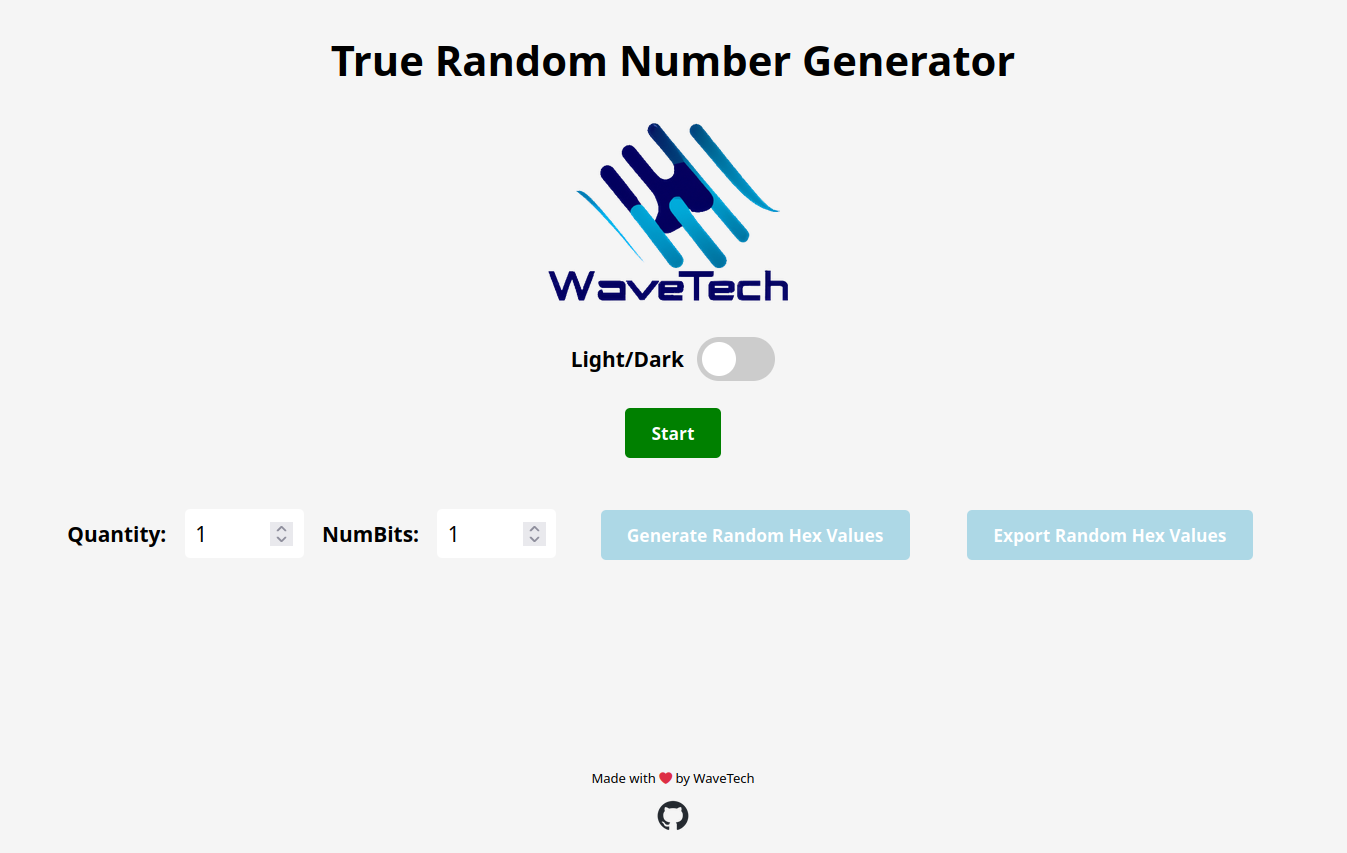 True Random Number Generator
WaveTech
Light/Dark
Start
Quantity: 1 NumBits: 1 Generate Random Hex Values Export Random Hex Values
Made with ❤ by WaveTech